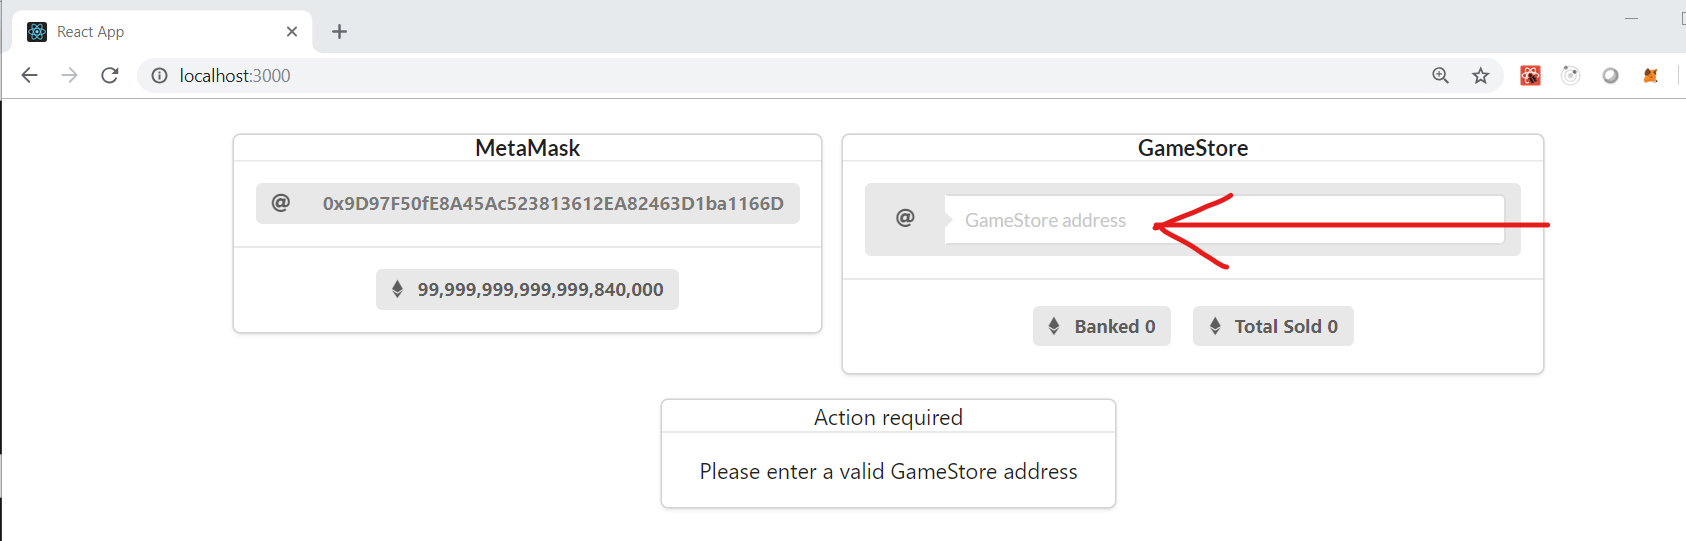 React App
localhost:3000
MetaMask
@ 0x9D97F50fE8A45Ac523813612EA82463D1ba1166D
99,999,999,999,999,840,000
GameStore
@ GameStore address
Banked 0 Total Sold 0
Action required
Please enter a valid GameStore address